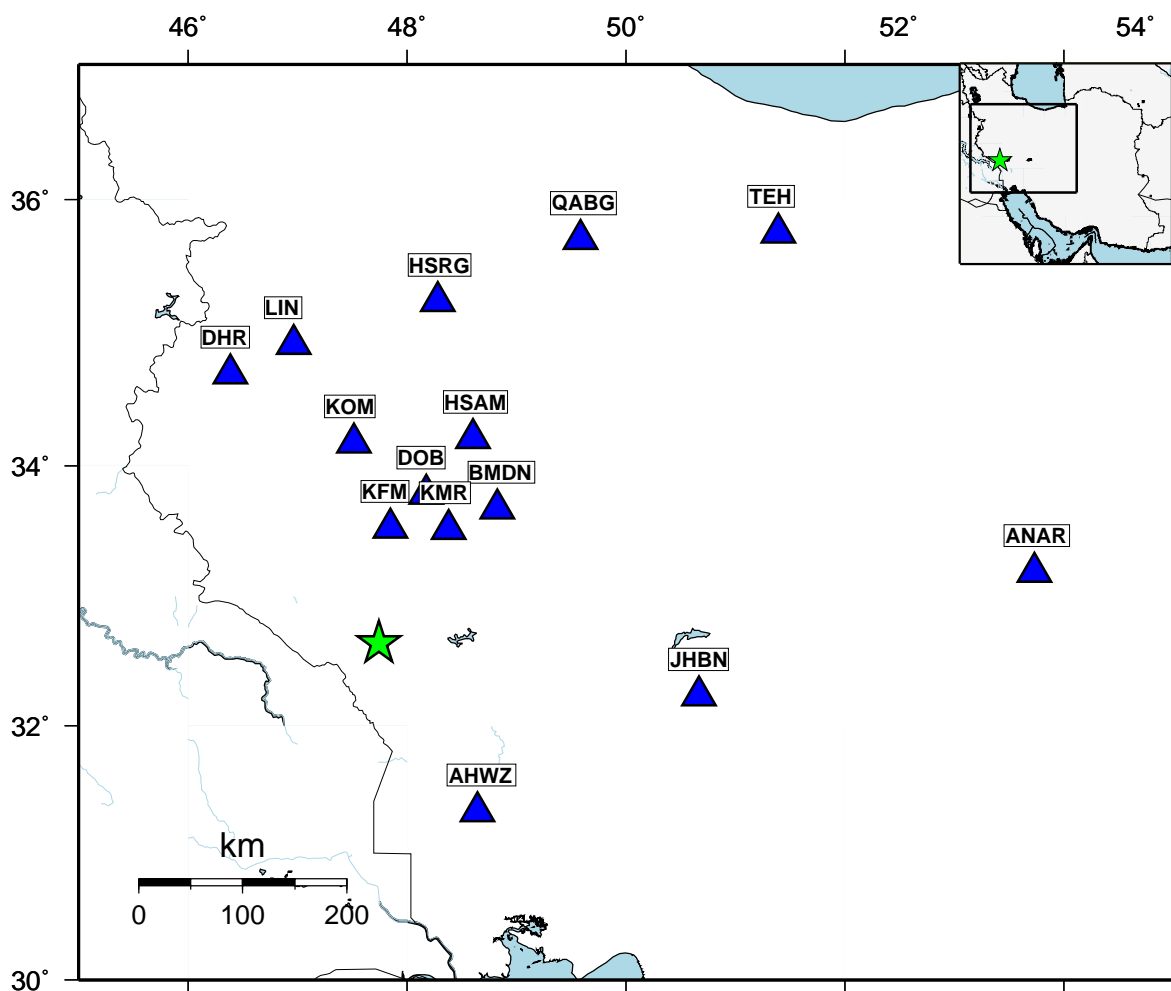 46˚ 48˚ 50˚ 52˚ 54˚
36˚
34˚
32˚
30˚
QABG
TEH
HSRG
LIN
DHR
KOM
HSAM
DOB
BMDN
KFM
KMR
ANAR
JHBN
AHWZ
km
0 100 200